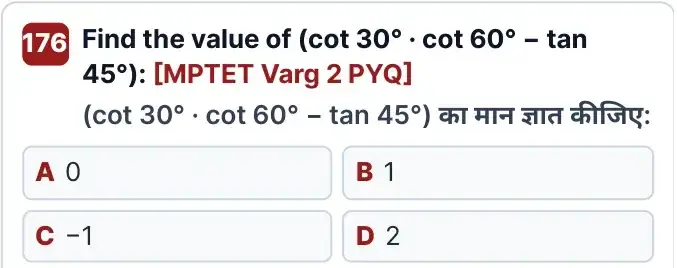 176 Find the value of (cot 30° · cot 60° − tan
45°): [MPTET Varg 2 PYQ]
(cot 30° · cot 60° − tan 45°) का मान ज्ञात कीजिए:
A 0
B 1
C −1
D 2